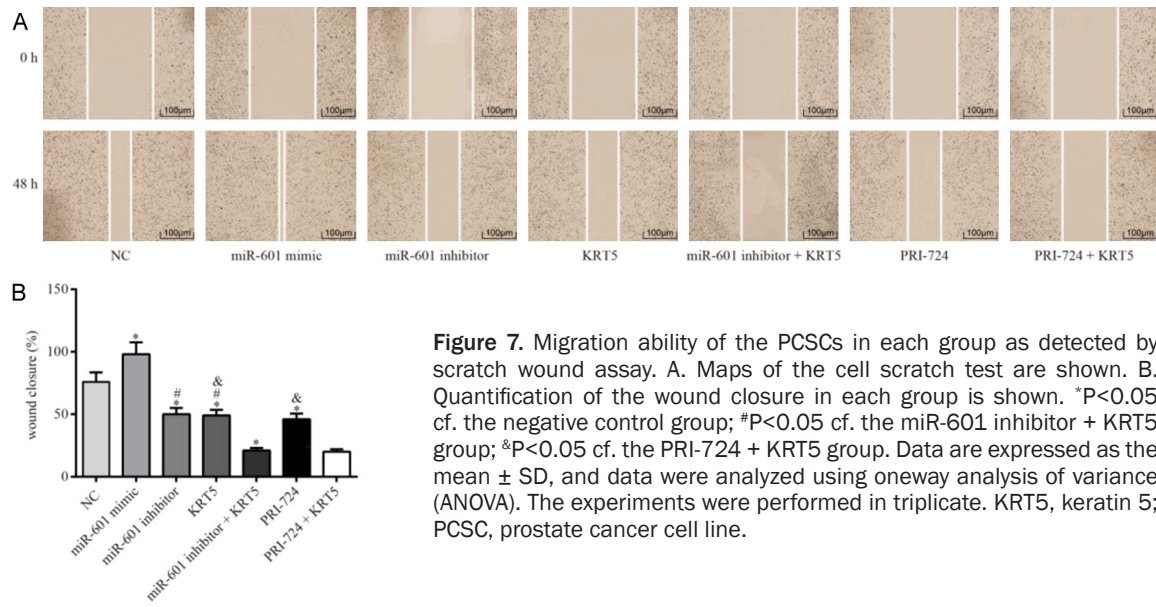 A
0 h
100μm 100μm 100μm 100μm 100μm 100μm 100μm
48 h
100μm 100μm 100μm 100μm 100μm 100μm 100μm
NC miR-601 mimic miR-601 inhibitor KRT5 miR-601 inhibitor + KRT5 PRI-724 PRI-724 + KRT5
B
wound closure (%)
150
100
50
0
*
#
*
&
#
*
*
&
*
NC
miR-601 mimic
miR-601 inhibitor
KRT5
miR-601 inhibitor + KRT5
PRI-724
PRI-724 + KRT5
Figure 7. Migration ability of the PCSCs in each group as detected by
scratch wound assay. A. Maps of the cell scratch test are shown. B.
Quantification of the wound closure in each group is shown. *P<0.05
cf. the negative control group; #P<0.05 cf. the miR-601 inhibitor + KRT5
group; &P<0.05 cf. the PRI-724 + KRT5 group. Data are expressed as the
mean ± SD, and data were analyzed using oneway analysis of variance
(ANOVA). The experiments were performed in triplicate. KRT5, keratin 5;
PCSC, prostate cancer cell line.